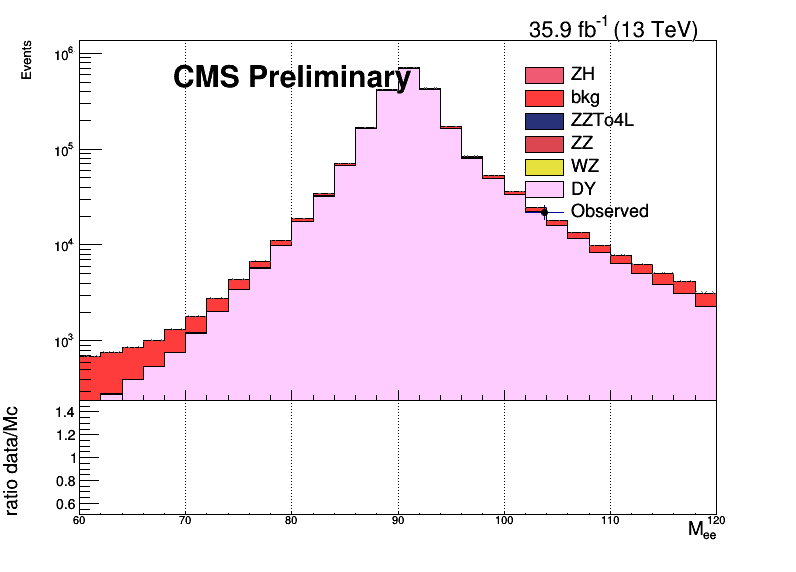 35.9 fb-1 (13 TeV)
Events
10^6
CMS Preliminary
ZH
bkg
ZZTo4L
ZZ
WZ
DY
Observed
10^5
10^4
10^3
ratio data/Mc
1.4
1.2
1
0.8
0.6
60 70 80 90 100 110 120
Mee